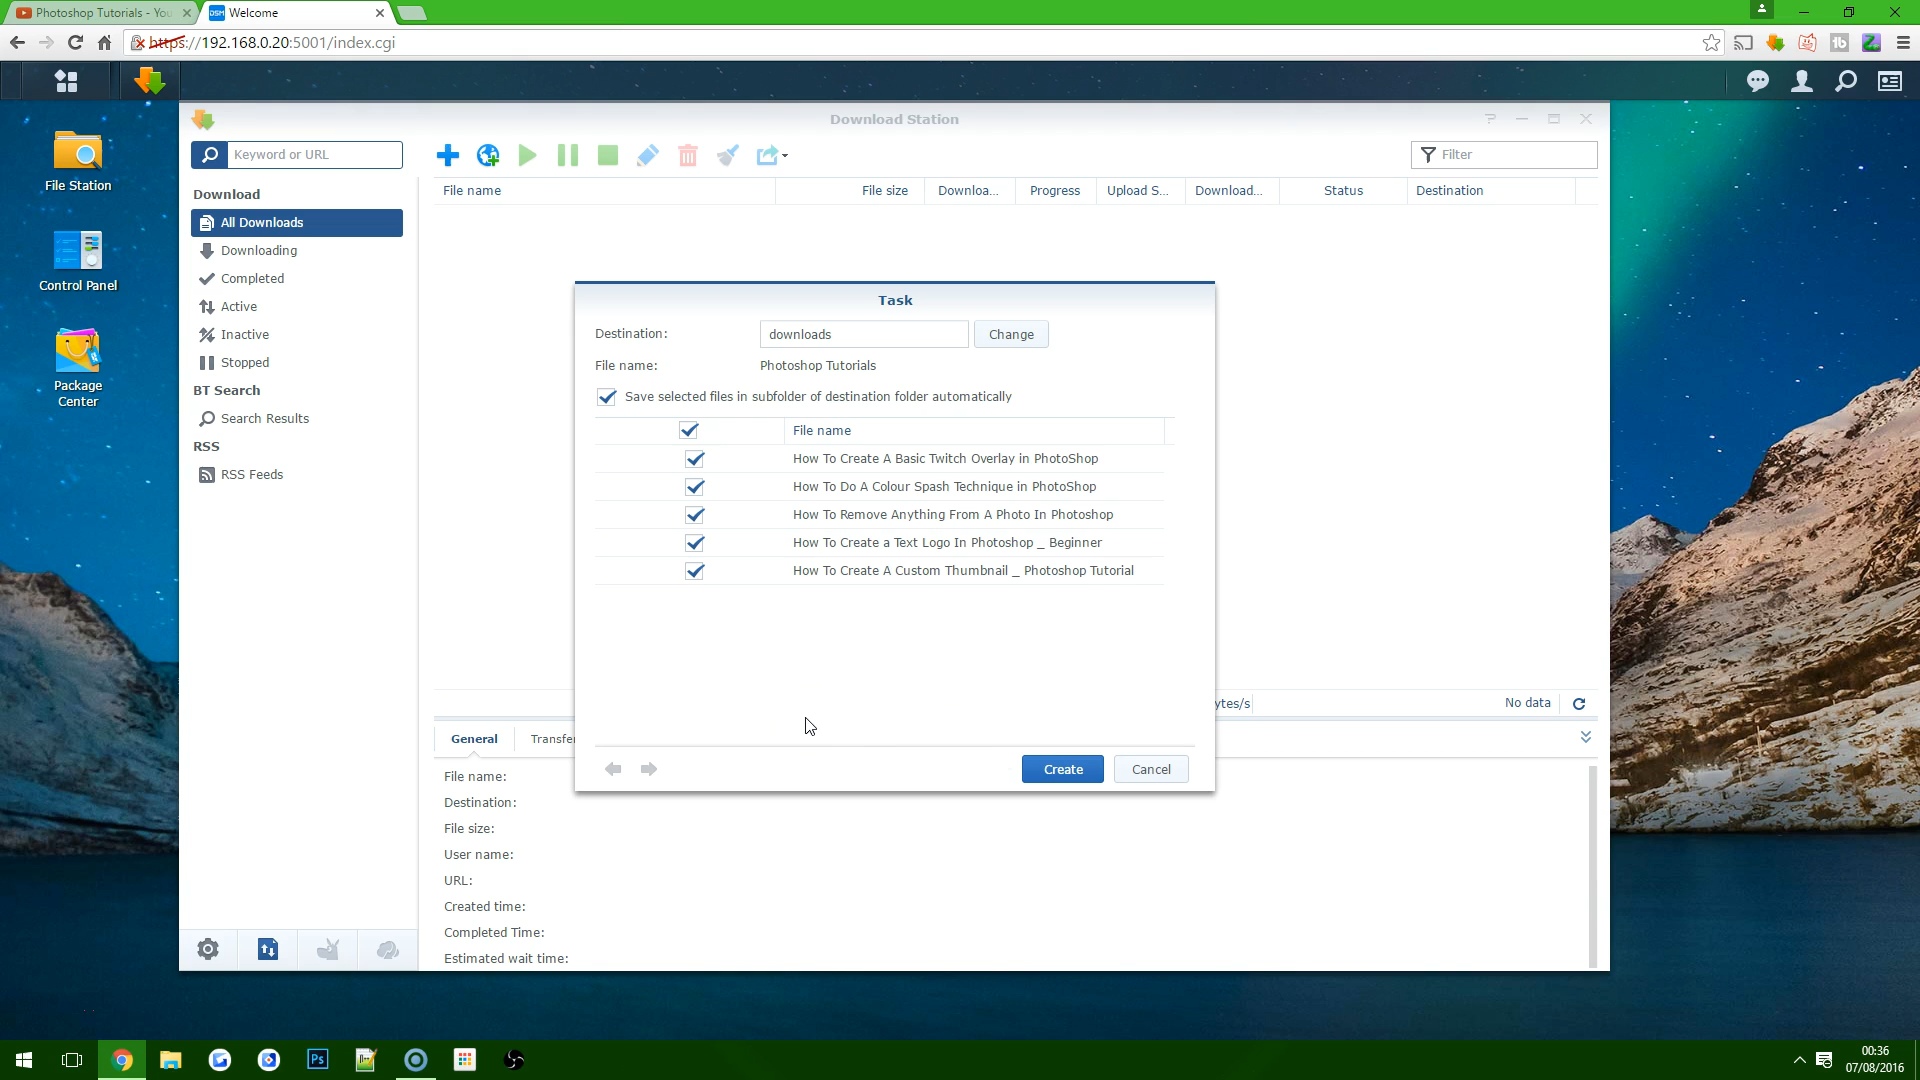 Photoshop Tutorials - You
Welcome
https://192.168.0.20:5001/index.cgi
File Station
Control Panel
Package
Center
Download Station
Keyword or URL
Filter
Download
All Downloads
Downloading
Completed
Active
Inactive
Stopped
BT Search
Search Results
RSS
RSS Feeds
File name
File size
Downloa...
Progress
Upload S...
Download...
Status
Destination
Task
Destination:
downloads
Change
File name:
Photoshop Tutorials
Save selected files in subfolder of destination folder automatically
File name
How To Create A Basic Twitch Overlay in PhotoShop
How To Do A Colour Spash Technique in PhotoShop
How To Remove Anything From A Photo In Photoshop
How To Create a Text Logo In Photoshop _ Beginner
How To Create A Custom Thumbnail _ Photoshop Tutorial
Create
Cancel
ytes/s
No data
General
Transfer
File name:
Destination:
File size:
User name:
URL:
Created time:
Completed Time:
Estimated wait time:
Ps
00:36
07/08/2016